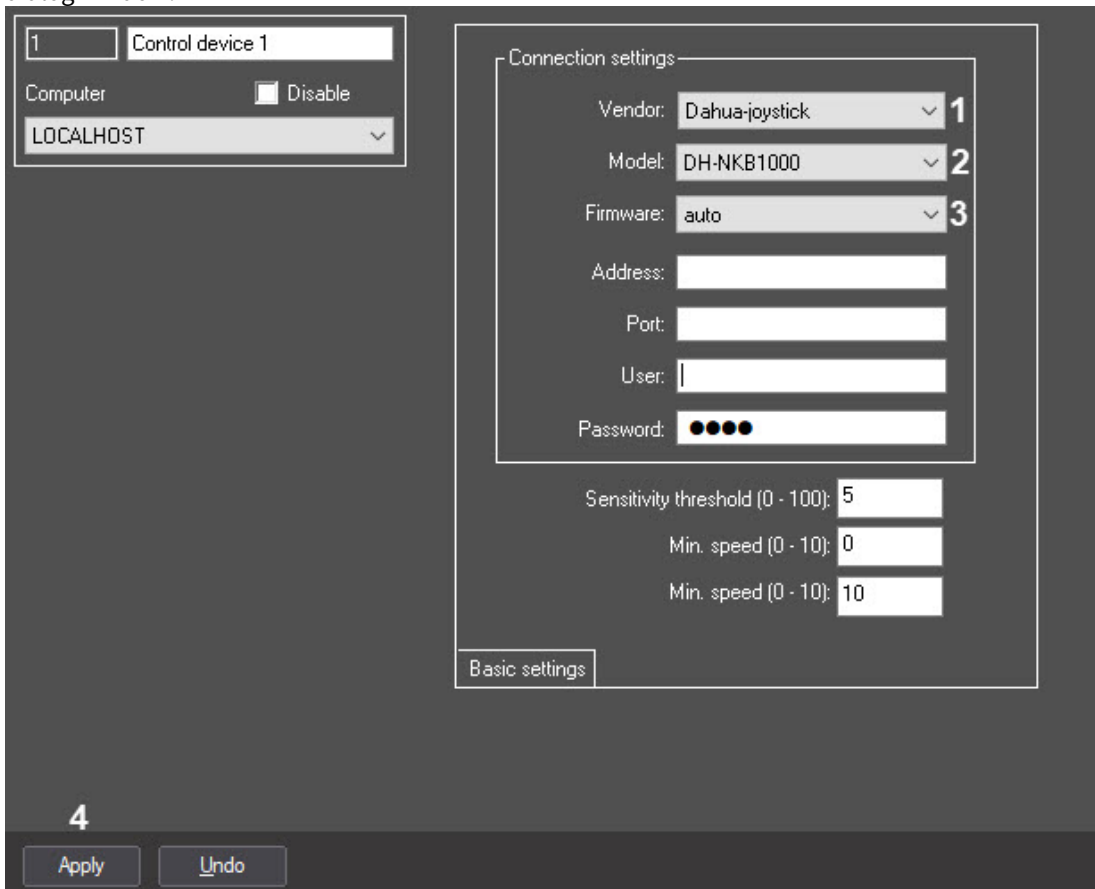 1 Control device 1
Computer Disable
LOCALHOST
Connection settings
Vendor: Dahua-joystick 1
Model: DH-NKB1000 2
Firmware: auto 3
Address:
Port:
User:
Password: ●●●●
Sensitivity threshold (0 - 100): 5
Min. speed (0 - 10): 0
Min. speed (0 - 10): 10
Basic settings
4
Apply Undo